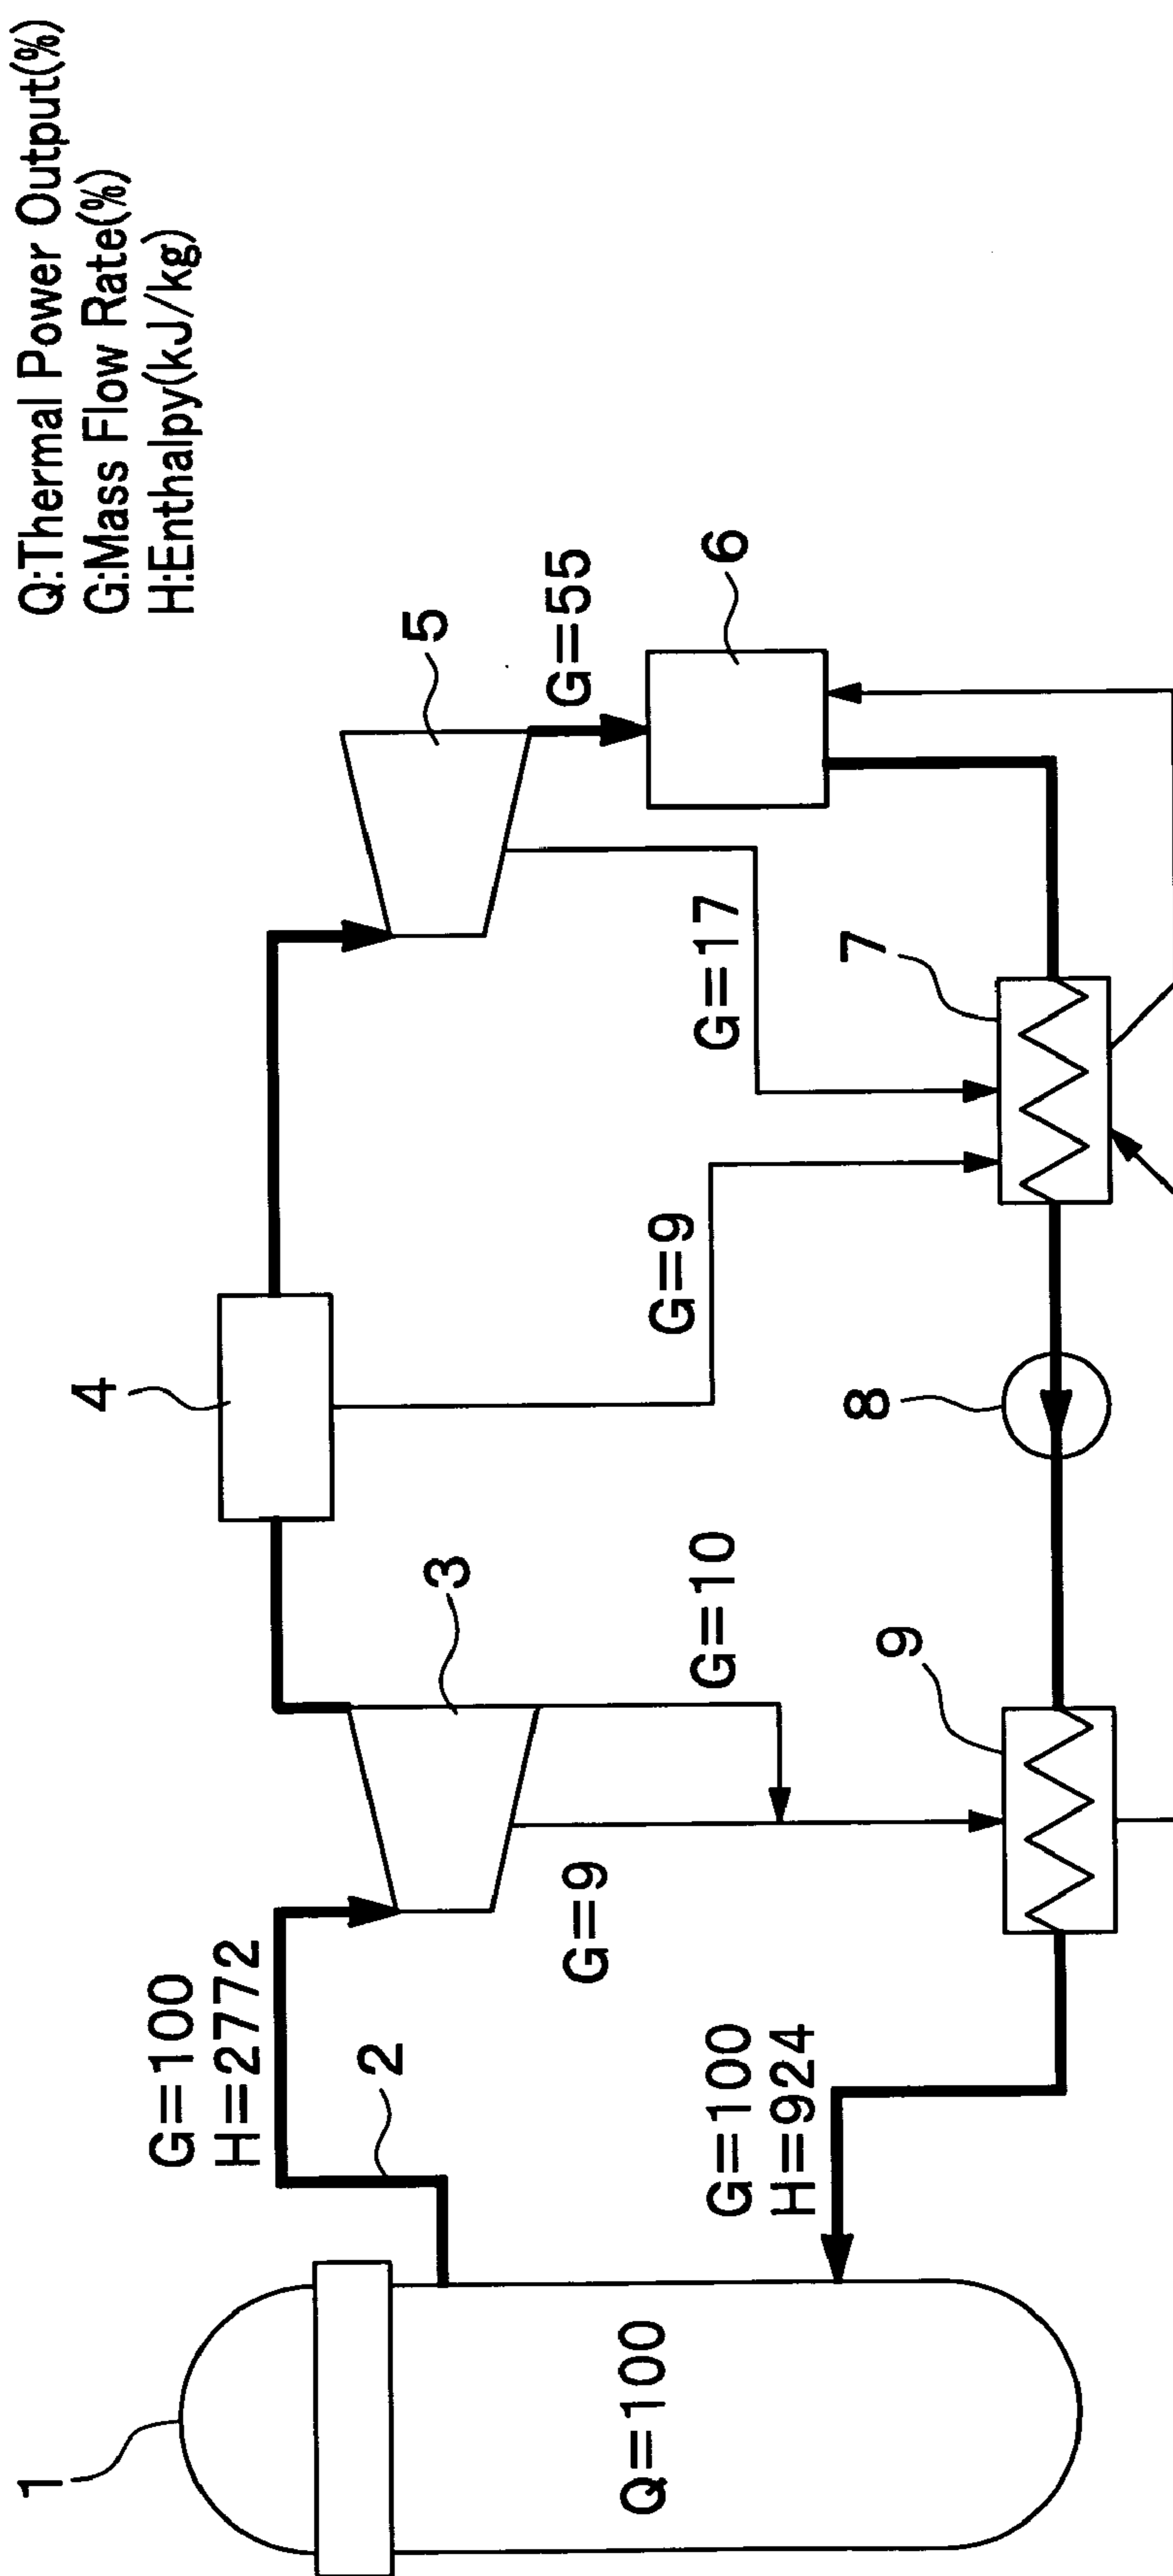 Q:Thermal Power Output(%)
G:Mass Flow Rate(%)
H:Enthalpy(kJ/kg)
1
Q=100
2
G=100
H=2772
3
G=9
G=10
4
G=9
5
G=17
G=55
6
7
8
9
G=100
H=924